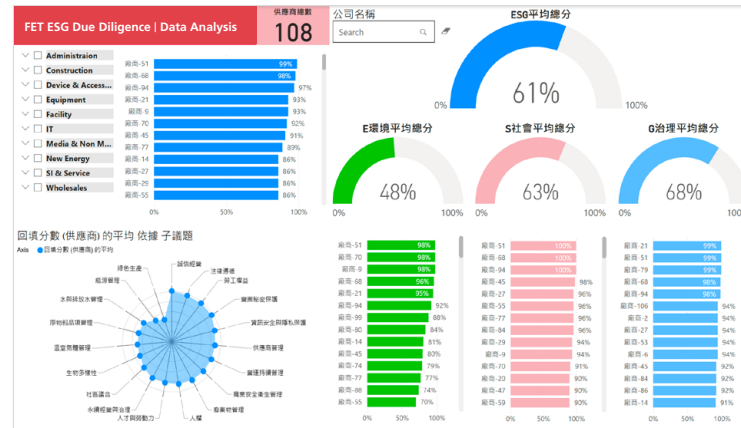 FET ESG Due Diligence | Data Analysis
供應商總數
108
公司名稱
Search
Administraion
Construction
Device & Access...
Equipment
Facility
IT
Media & Non M...
New Energy
SI & Service
Wholesales
廠商-51 99%
廠商-68 98%
廠商-94 97%
廠商-21 93%
廠商-9 93%
廠商-70 92%
廠商-45 91%
廠商-77 89%
廠商-14 86%
廠商-27 86%
廠商-29 86%
廠商-55 86%
0% 50% 100%
ESG平均總分
61%
0% 100%
E環境平均總分
48%
0% 100%
S社會平均總分
63%
0% 100%
G治理平均總分
68%
0% 100%
回填分數 (供應商) 的平均 依據 子議題
Axis 回填分數 (供應商) 的平均
誠信經營
法律遵循
勞工權益
營業秘密保護
資訊安全與隱私保護
供應商管理
營運持續管理
職業安全衛生管理
人權
人才與勞動力
永續經營與治理
社區議合
生物多樣性
溫室氣體管理
廢物料品項管理
水與排放水管理
能源管理
綠色生產
廠商-51 98%
廠商-70 98%
廠商-9 98%
廠商-68 96%
廠商-21 95%
廠商-94 92%
廠商-99 88%
廠商-80 84%
廠商-14 81%
廠商-45 80%
廠商-74 79%
廠商-77 77%
廠商-88 74%
廠商-55 70%
0% 50% 100%
廠商-51 100%
廠商-68 100%
廠商-94 100%
廠商-45 98%
廠商-27 96%
廠商-55 96%
廠商-77 96%
廠商-84 96%
廠商-29 94%
廠商-9 94%
廠商-70 91%
廠商-20 90%
廠商-47 90%
廠商-59 90%
0% 50% 100%
廠商-21 99%
廠商-51 99%
廠商-79 99%
廠商-68 98%
廠商-94 98%
廠商-106 94%
廠商-2 94%
廠商-27 94%
廠商-53 94%
廠商-6 94%
廠商-45 92%
廠商-84 92%
廠商-86 92%
廠商-14 91%
0% 50% 100%